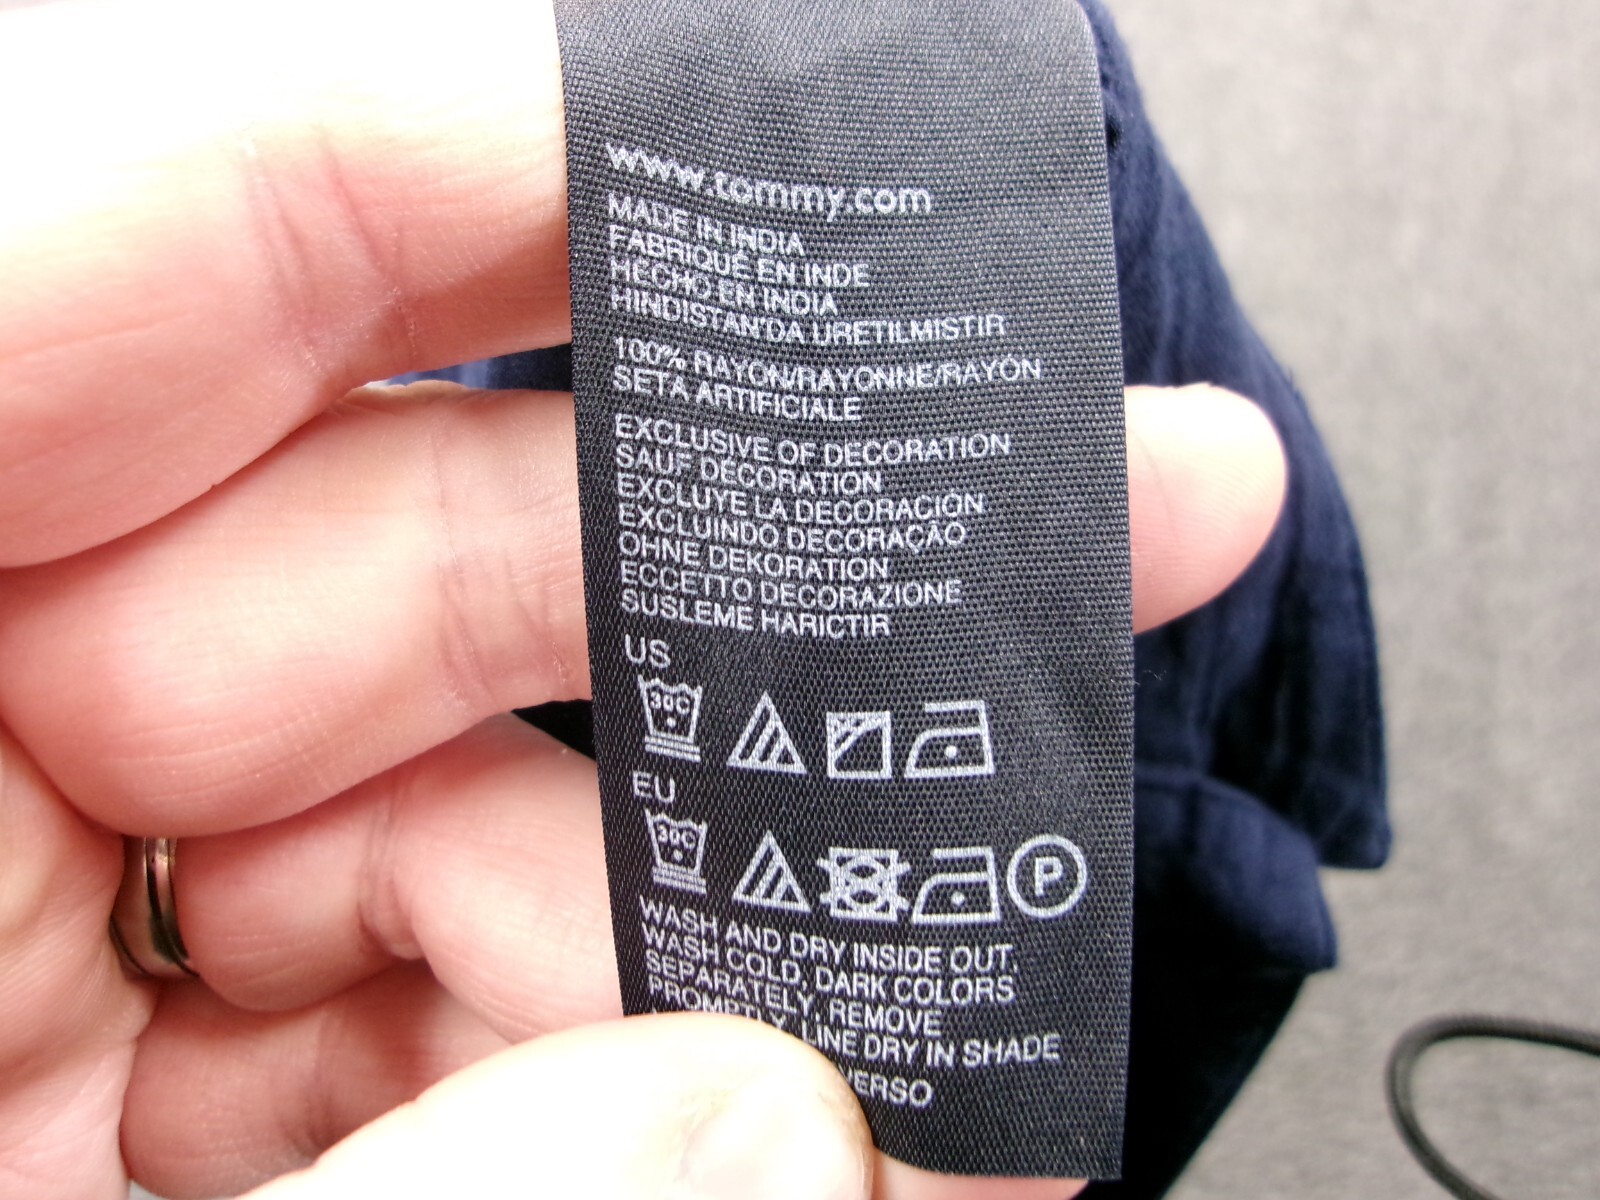 www.tommy.com
MADE IN INDIA
FABRIQUÉ EN INDE
HECHO EN INDIA
HINDISTAN'DA URETILMISTIR
100% RAYON/RAYONNE/RAYÓN
SETA ARTIFICIALE
EXCLUSIVE OF DECORATION
SAUF DÉCORATION
EXCLUYE LA DECORACIÓN
EXCLUINDO DECORAÇÃO
OHNE DEKORATION
ECCETTO DECORAZIONE
SUSLEME HARICTIR
US
30C
EU
30C
P
WASH AND DRY INSIDE OUT,
WASH COLD, DARK COLORS
SEPARATELY, REMOVE
PROMPTLY, LINE DRY IN SHADE